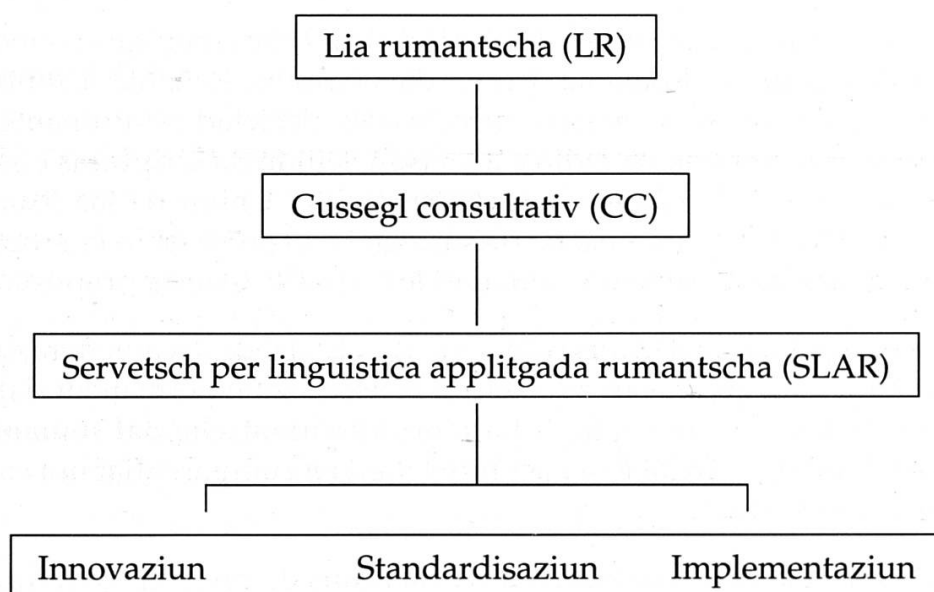 Lia rumantscha (LR)
Cussegl consultativ (CC)
Servetsch per linguistica applitgada rumantscha (SLAR)
Innovaziun Standardisaziun Implementaziun